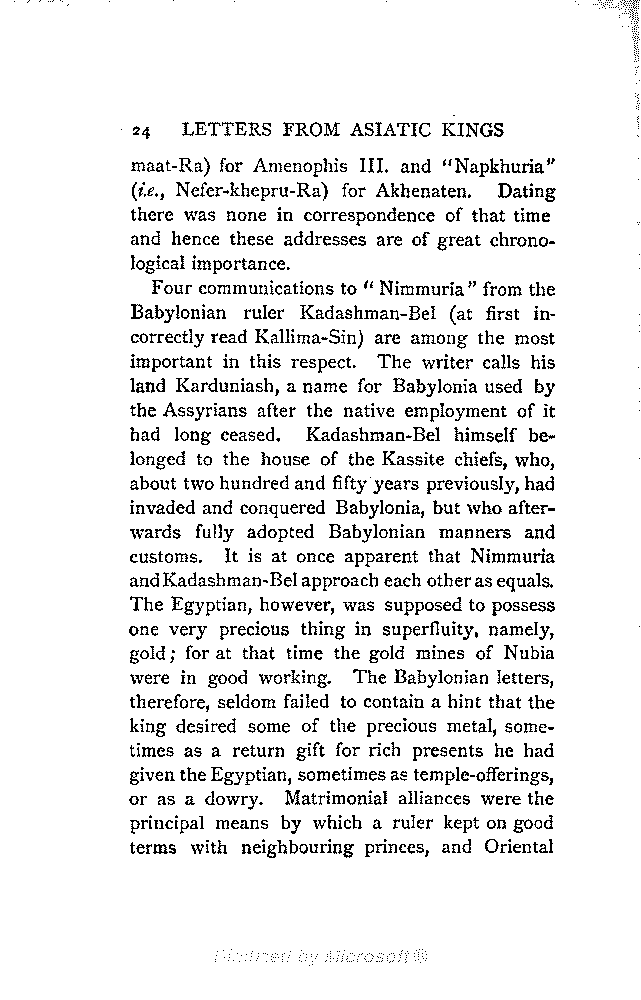 24 LETTERS FROM ASIATIC KINGS
maat-Ra) for Amenophis III. and "Napkhuria"
(i.e., Nefer-khepru-Ra) for Akhenaten. Dating
there was none in correspondence of that time
and hence these addresses are of great chrono-
logical importance.
Four communications to "Nimmuria" from the
Babylonian ruler Kadashman-Bel (at first in-
correctly read Kallima-Sin) are among the most
important in this respect. The writer calls his
land Karduniash, a name for Babylonia used by
the Assyrians after the native employment of it
had long ceased. Kadashman-Bel himself be-
longed to the house of the Kassite chiefs, who,
about two hundred and fifty years previously, had
invaded and conquered Babylonia, but who after-
wards fully adopted Babylonian manners and
customs. It is at once apparent that Nimmuria
and Kadashman-Bel approach each other as equals.
The Egyptian, however, was supposed to possess
one very precious thing in superfluity, namely,
gold; for at that time the gold mines of Nubia
were in good working. The Babylonian letters,
therefore, seldom failed to contain a hint that the
king desired some of the precious metal, some-
times as a return gift for rich presents he had
given the Egyptian, sometimes as temple-offerings,
or as a dowry. Matrimonial alliances were the
principal means by which a ruler kept on good
terms with neighbouring princes, and Oriental
Digitized by Microsoft®